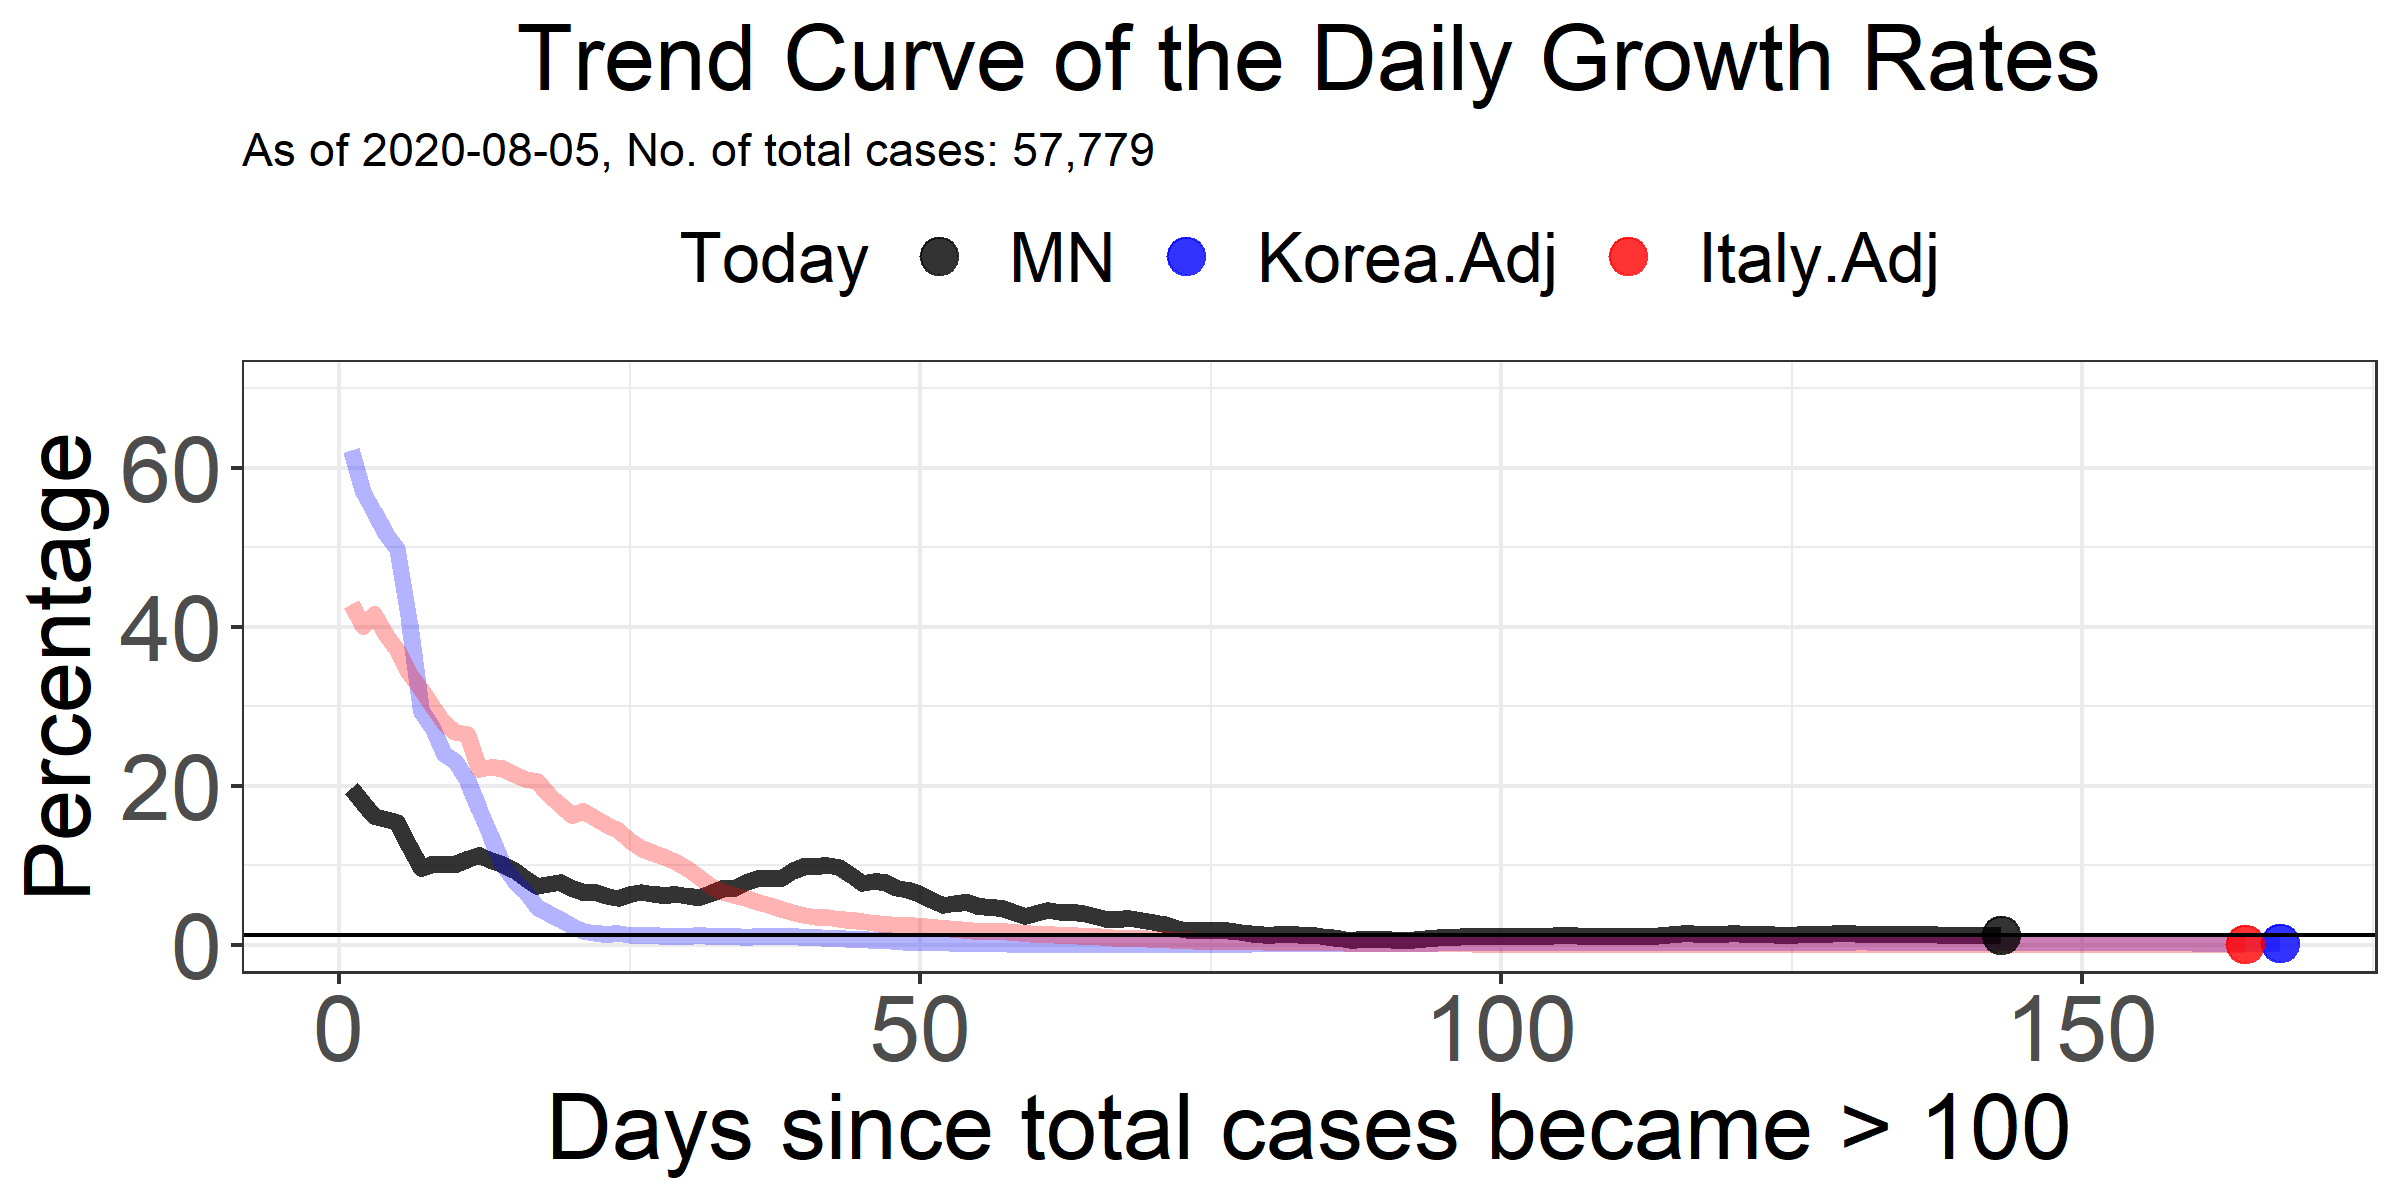 Trend Curve of the Daily Growth Rates
As of 2020-08-05, No. of total cases: 57,779
Today MN Korea.Adj Italy.Adj
Percentage
60
40
20
0
0 50 100 150
Days since total cases became > 100